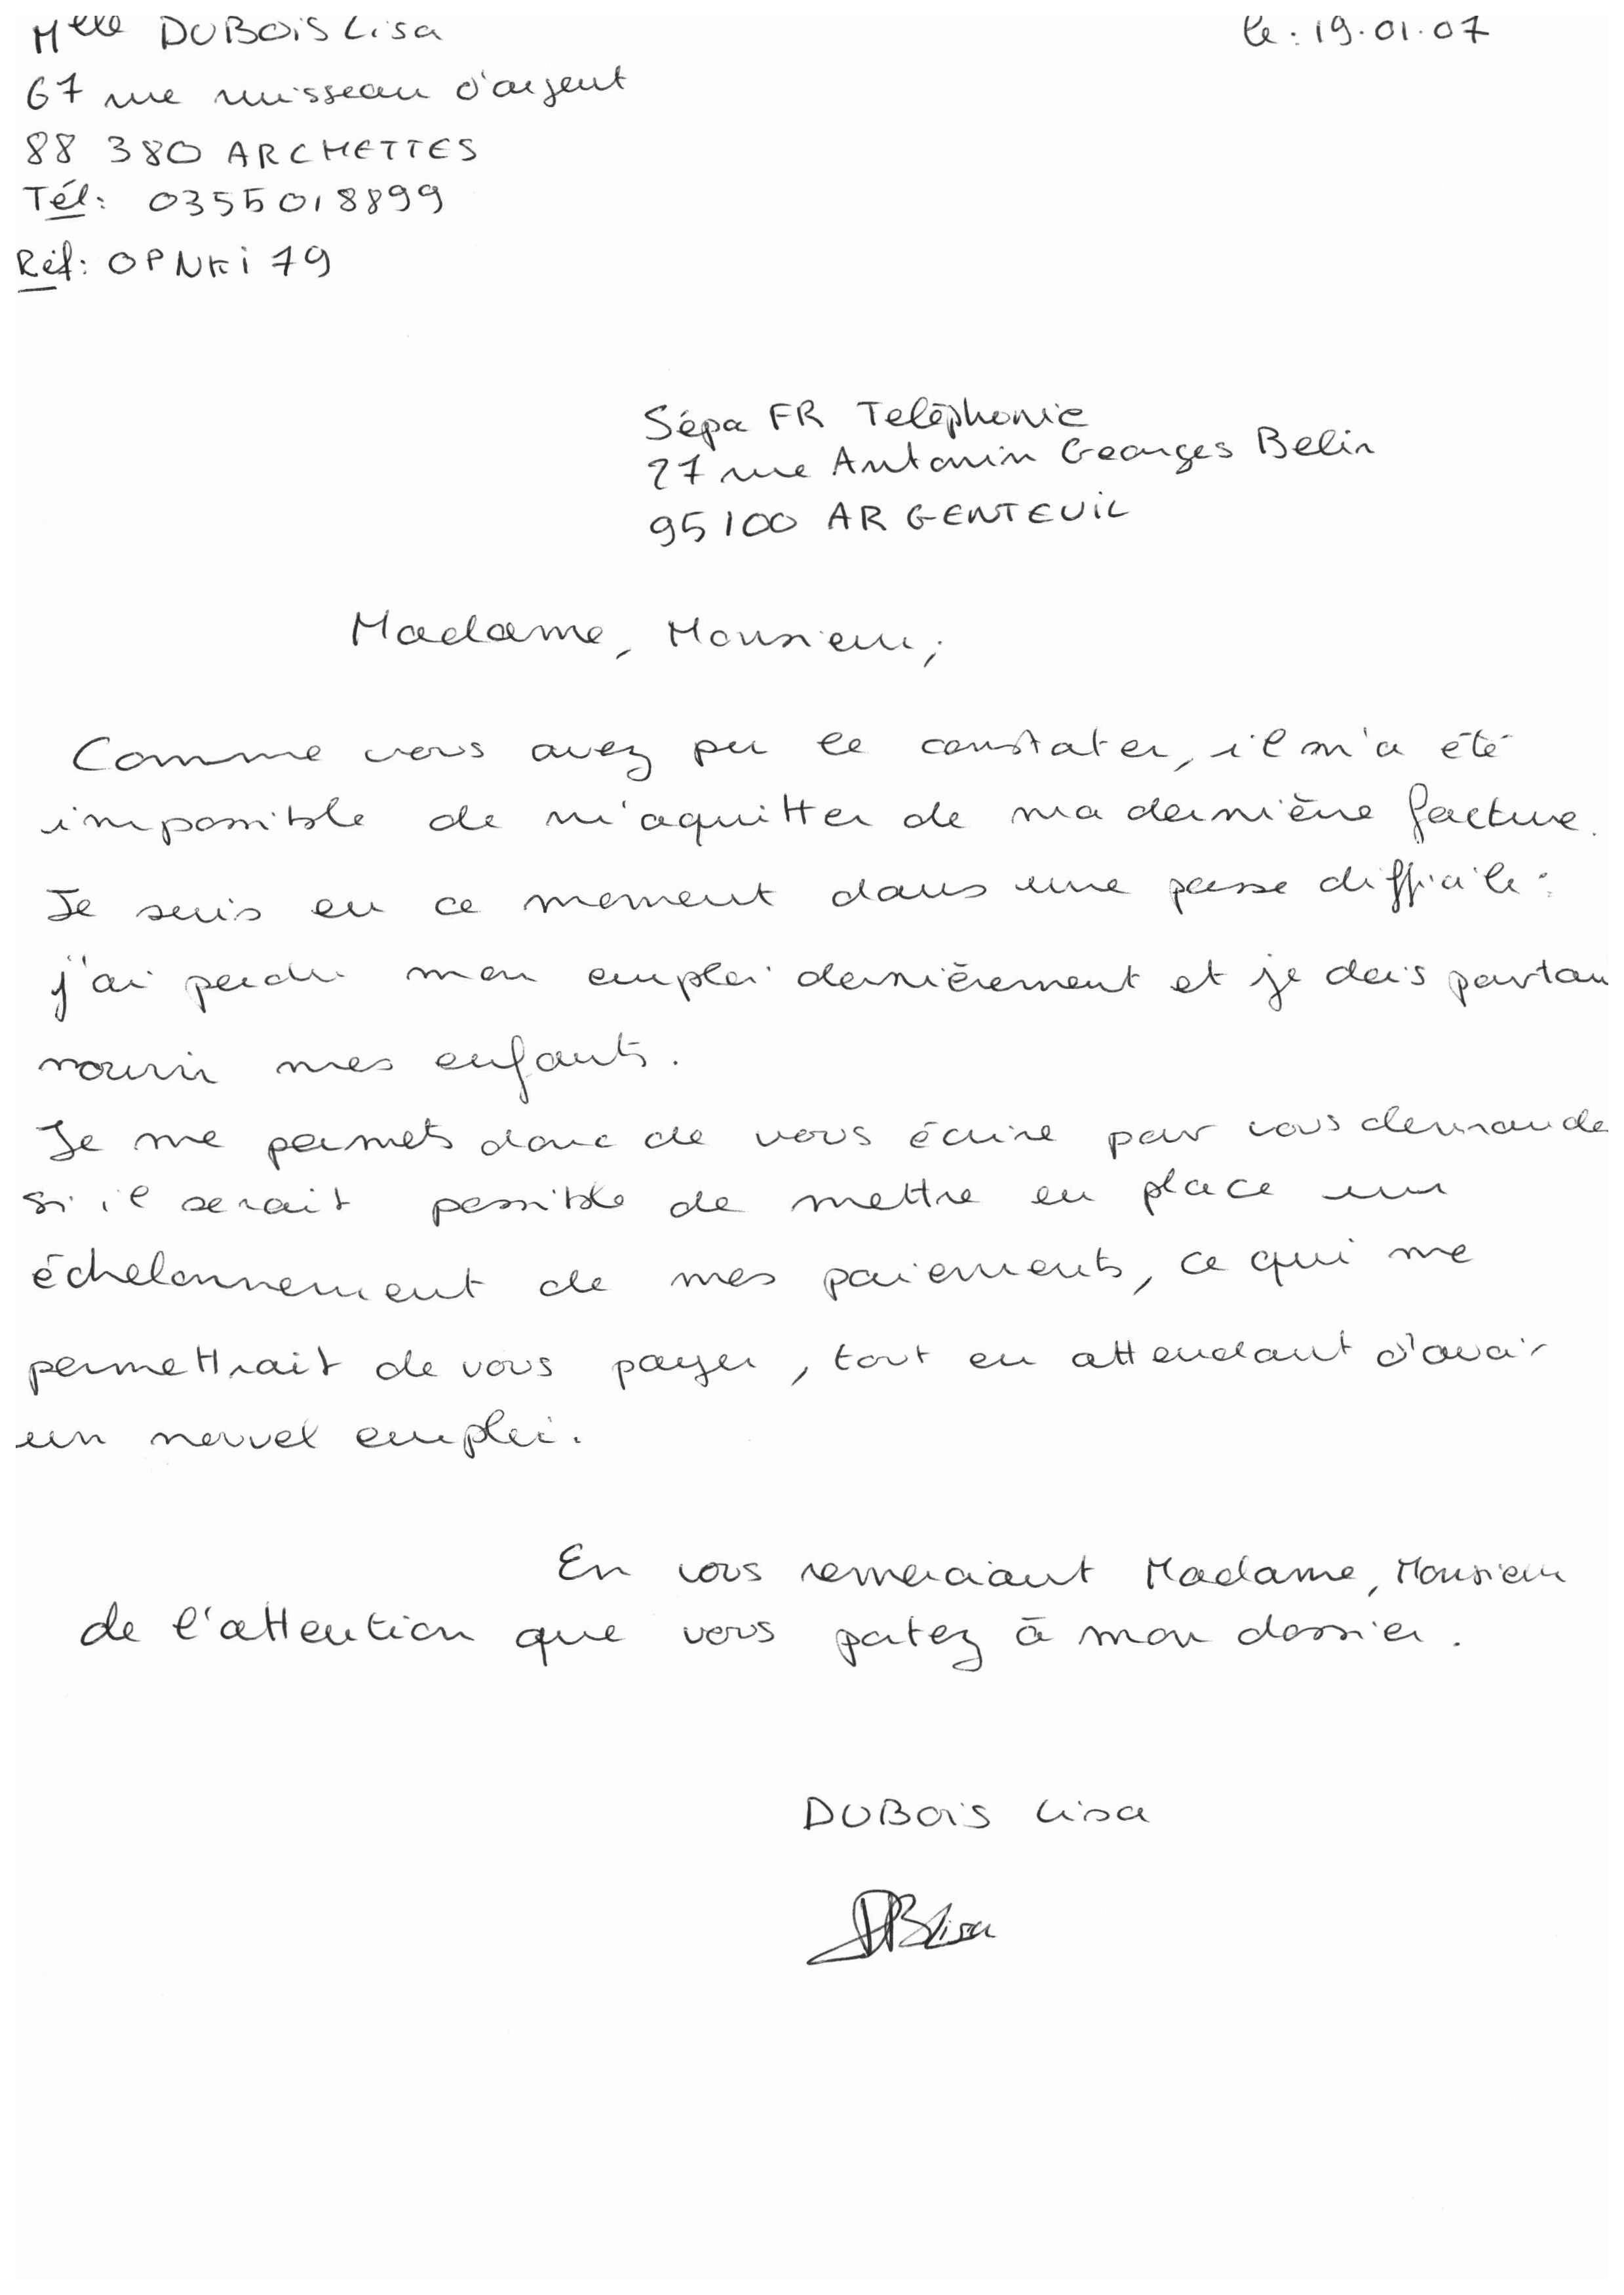 Mlle DUBOIS Lisa
le : 19.01.07
67 rue ruisseau d'argent
88 380 ARCHETTES
Tél: 0355018899
Réf: OPNKI 79
Sépa FR Teléphonie
27 rue Antonin Georges Belin
95100 ARGENTEUIL
Madame, Monsieur,
Comme vous avez pu le constater, il m'a été
impossible de m'aquitter de ma dernière facture.
Je suis en ce moment dans une passe difficile :
j'ai perdu mon emploi dernièrement et je dois pourtan
nourrir mes enfants.
Je me permets donc de vous écrire pour vous demande
si il serait possible de mettre en place un
échelonnement de mes paiements, ce qui me
permettrait de vous payer, tout en attendant d'avoir
un nouvel emploi.
En vous remerciant Madame, Monsieur
de l'attention que vous portez à mon dossier.
DUBOIS Lisa
DB Lisa